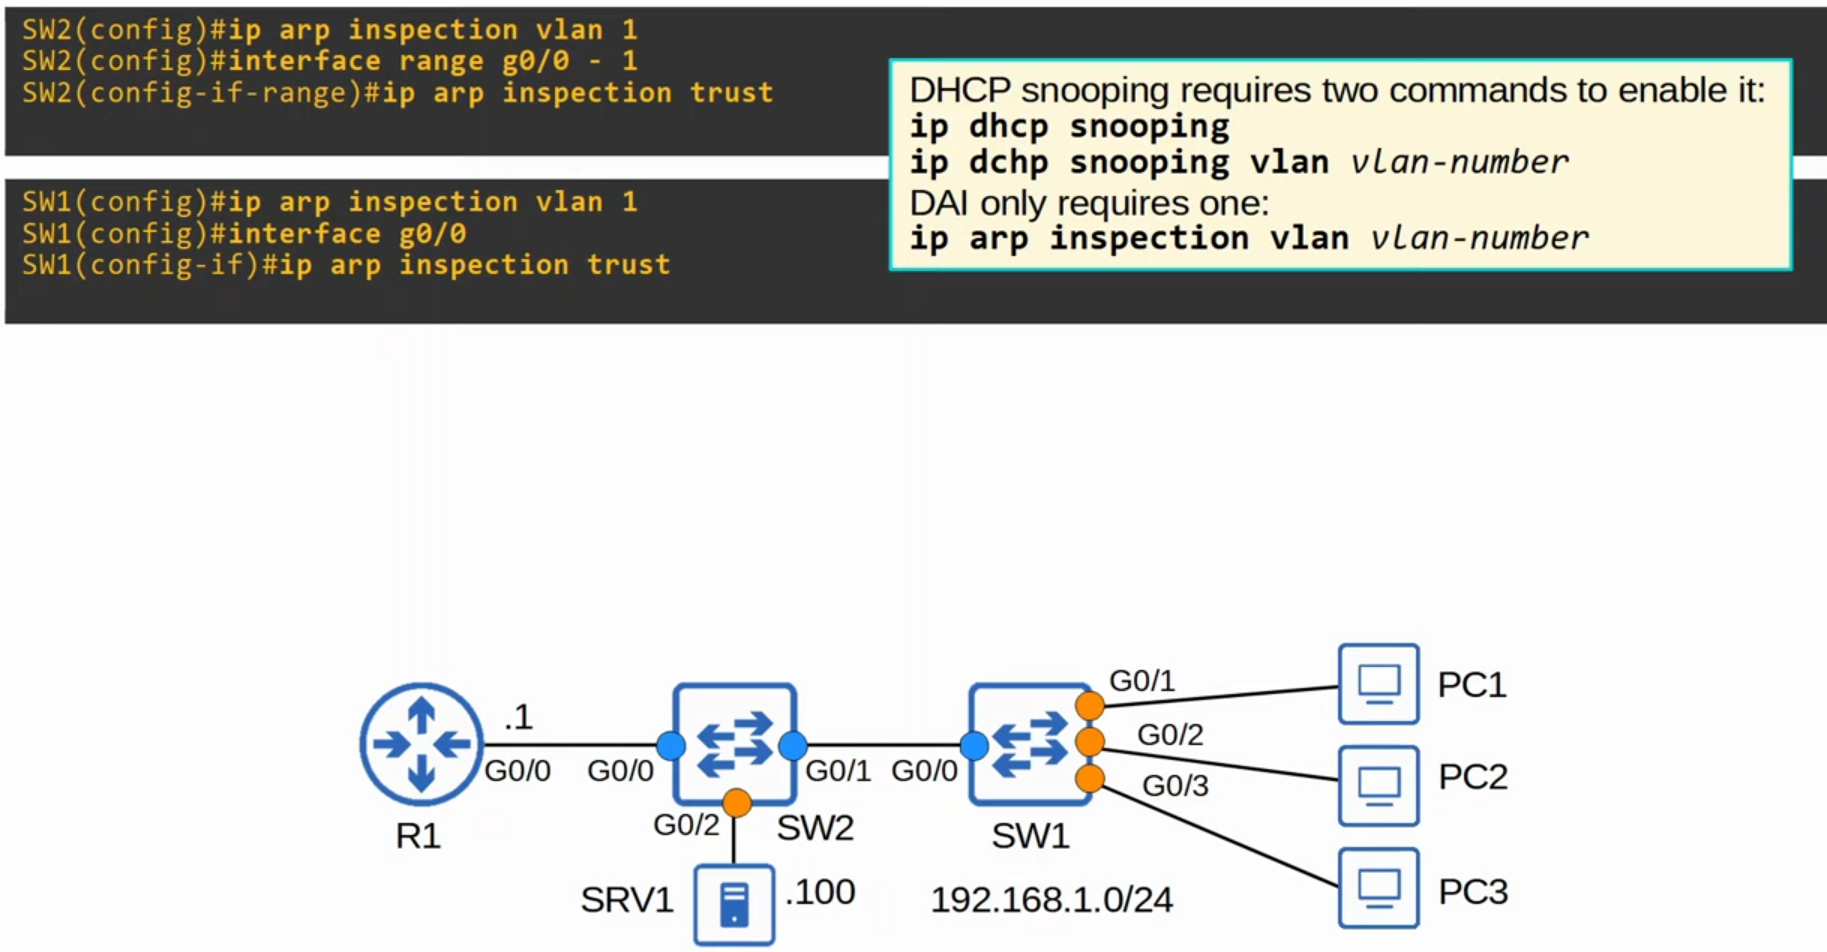 SW2(config)#ip arp inspection vlan 1
SW2(config)#interface range g0/0 - 1
SW2(config-if-range)#ip arp inspection trust
DHCP snooping requires two commands to enable it:
ip dhcp snooping
ip dchp snooping vlan vlan-number
DAI only requires one:
ip arp inspection vlan vlan-number
SW1(config)#ip arp inspection vlan 1
SW1(config)#interface g0/0
SW1(config-if)#ip arp inspection trust
G0/1
PC1
.1
G0/2
G0/0 G0/0 G0/1 G0/0
PC2
G0/3
G0/2 SW2
R1
SW1
SRV1 .100
192.168.1.0/24
PC3